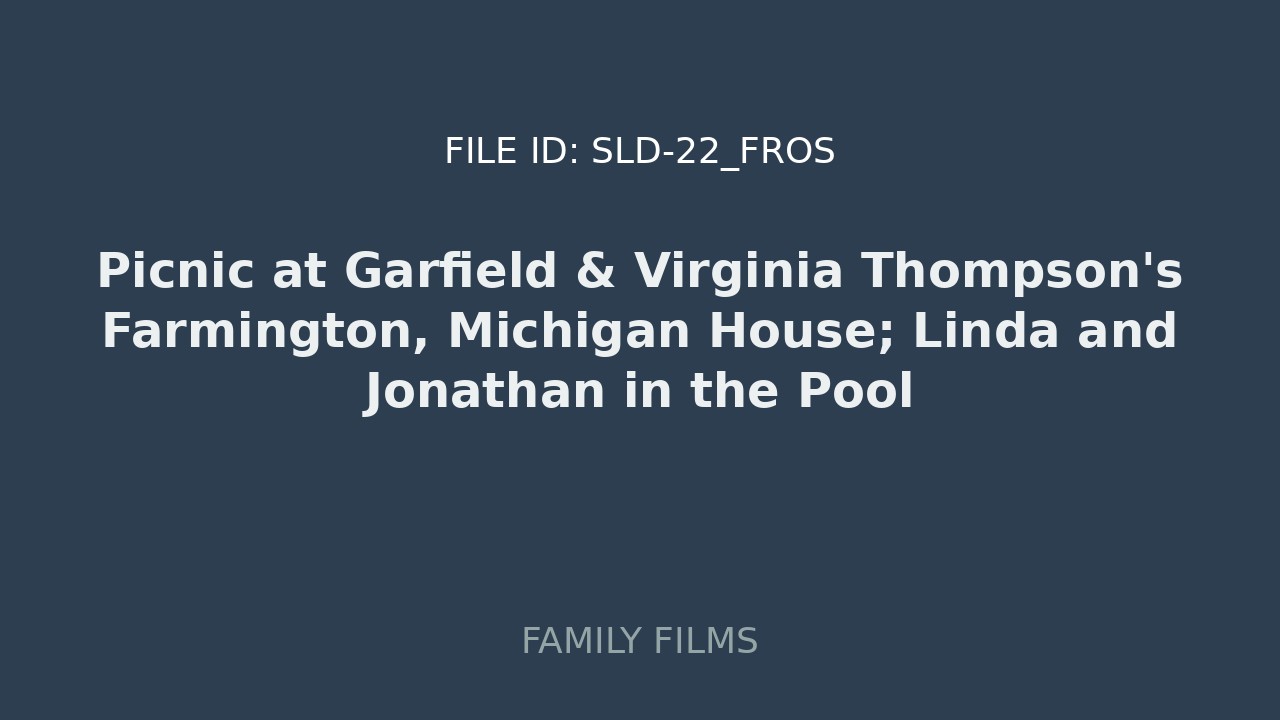 FILE ID: SLD-22_FROS
Picnic at Garfield & Virginia Thompson's
Farmington, Michigan House; Linda and
Jonathan in the Pool
FAMILY FILMS